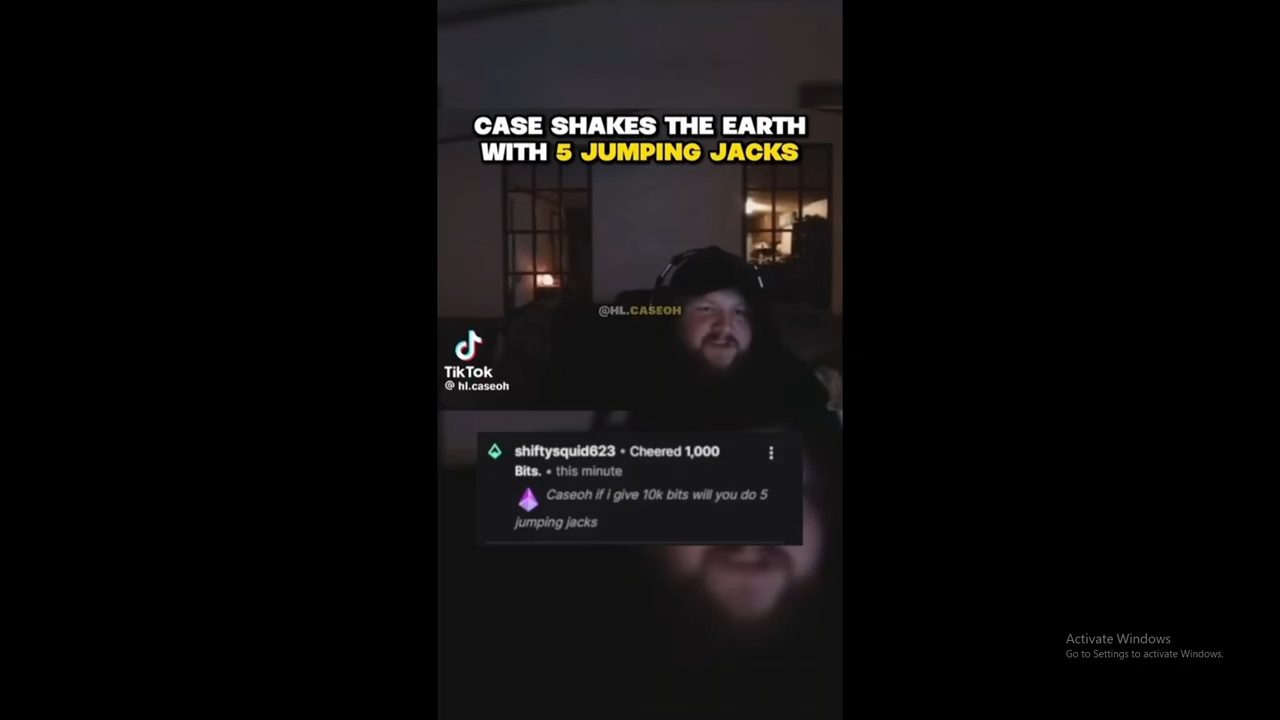 CASE SHAKES THE EARTH
WITH 5 JUMPING JACKS
@HL.CASEOH
TikTok
@ hl.caseoh
shiftysquid623 • Cheered 1,000
Bits. • this minute
Caseoh if i give 10k bits will you do 5
jumping jacks
Activate Windows
Go to Settings to activate Windows.